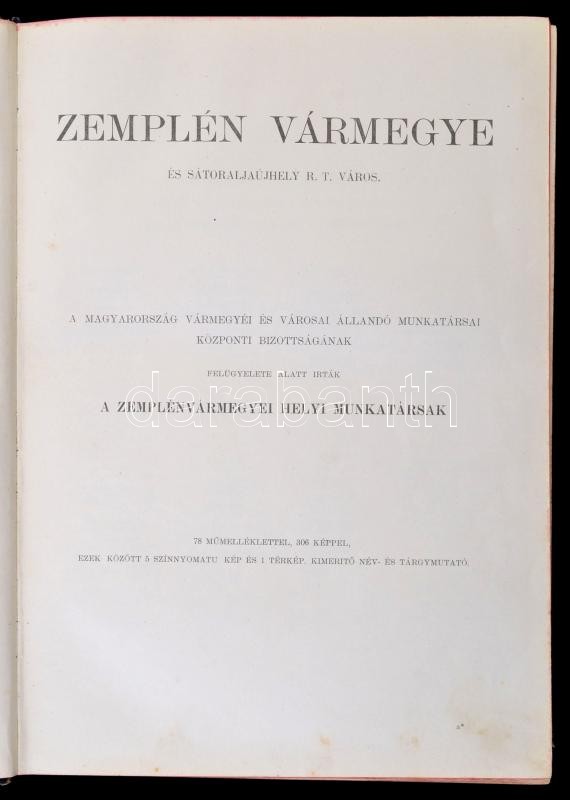 ZEMPLÉN VÁRMEGYE
ÉS SÁTORALJAÚJHELY R. T. VÁROS.
A MAGYARORSZÁG VÁRMEGYÉI ÉS VÁROSAI ÁLLANDÓ MUNKATÁRSAI
KÖZPONTI BIZOTTSÁGÁNAK
FELÜGYELETE ALATT IRTÁK
darabanth
A ZEMPLÉNVÁRMEGYEI HELYI MUNKATÁRSAK
78 MŰMELLÉKLETTEL, 306 KÉPPEL,
EZEK KÖZÖTT 5 SZÍNNYOMATU KÉP ÉS 1 TÉRKÉP. KIMERITŐ NÉV- ÉS TÁRGYMUTATÓ.